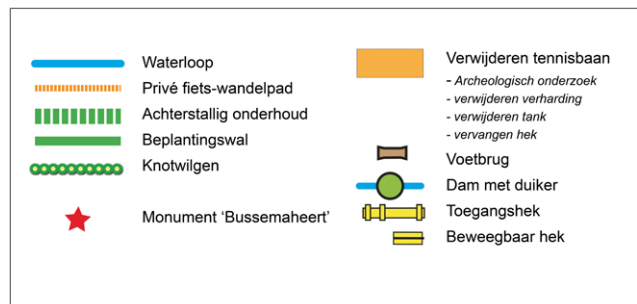 Waterloop
Privé fiets-wandelpad
Achterstallig onderhoud
Beplantingswal
Knotwilgen
Monument ‘Bussemaheert’
Verwijderen tennisbaan
- Archeologisch onderzoek
- verwijderen verharding
- verwijderen tank
- vervangen hek
Voetbrug
Dam met duiker
Toegangshek
Beweegbaar hek